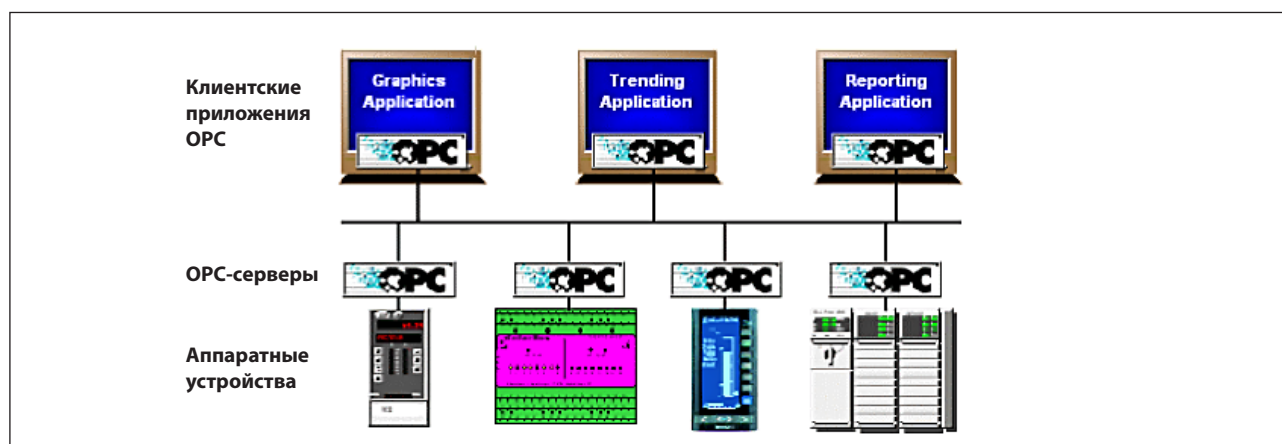 Клиентские
приложения
OPC
Graphics
Application
OPC
Trending
Application
OPC
Reporting
Application
OPC
OPC-серверы
OPC
OPC
OPC
OPC
Аппаратные
устройства